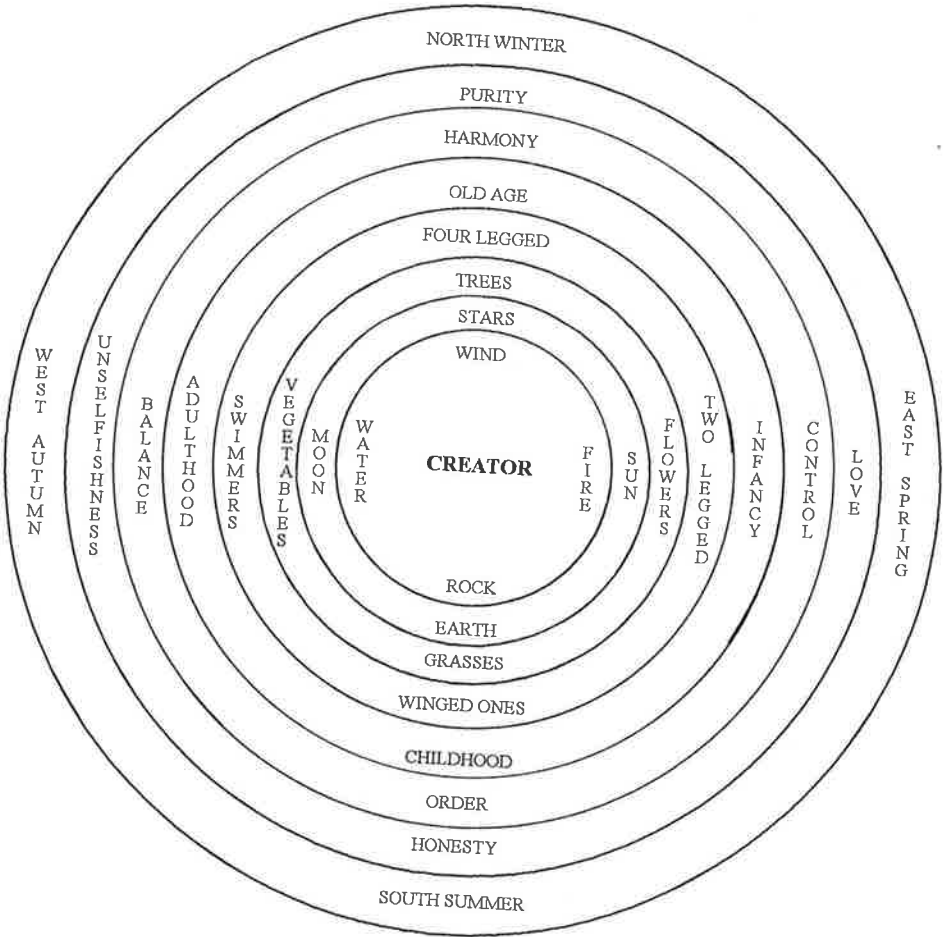 NORTH WINTER
PURITY
HARMONY
OLD AGE
FOUR LEGGED
TREES
STARS
WIND
WEST AUTUMN
UNSELFISHNESS
BALANCE
ADULTHOOD
SWIMMERS
VEGETABLES
MOON
WATER
CREATOR
FIRE
SUN
FLOWERS
TWO LEGGED
INFANCY
CONTROL
LOVE
EAST SPRING
ROCK
EARTH
GRASSES
WINGED ONES
CHILDHOOD
ORDER
HONESTY
SOUTH SUMMER